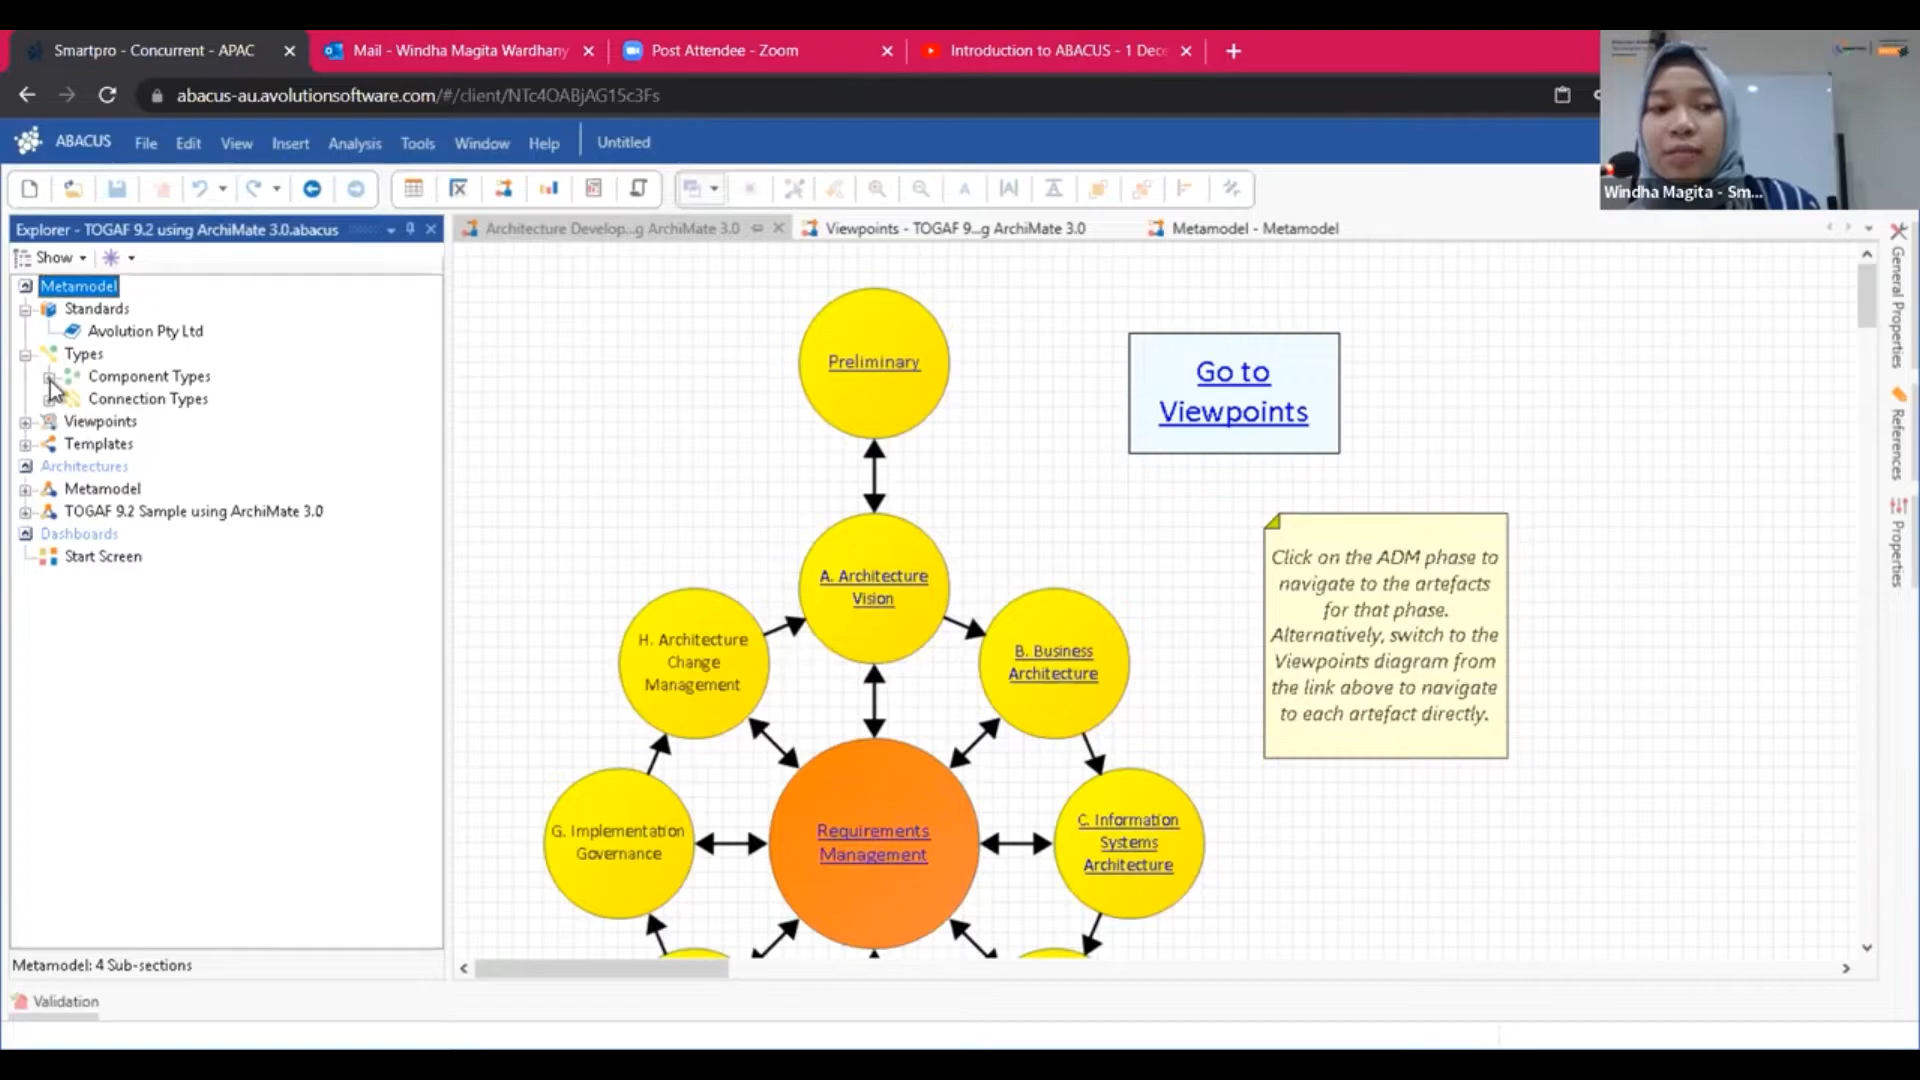 Smartpro - Concurrent - APAC
Mail - Windha Magita Wardhany
Post Attendee - Zoom
Introduction to ABACUS - 1 Dece
abacus-au.avolutionsoftware.com/#/client/NTc4OABjAG15c3Fs
Windha Magita - Sm...
ABACUS File Edit View Insert Analysis Tools Window Help Untitled
Explorer - TOGAF 9.2 using ArchiMate 3.0.abacus
Architecture Develop...g ArchiMate 3.0
Viewpoints - TOGAF 9...g ArchiMate 3.0
Metamodel - Metamodel
Show
Metamodel
Standards
Avolution Pty Ltd
Types
Component Types
Connection Types
Viewpoints
Templates
Architectures
Metamodel
TOGAF 9.2 Sample using ArchiMate 3.0
Dashboards
Start Screen
Metamodel: 4 Sub-sections
Validation
Preliminary
Go to
Viewpoints
A. Architecture
Vision
H. Architecture
Change
Management
B. Business
Architecture
G. Implementation
Governance
Requirements
Management
C. Information
Systems
Architecture
Click on the ADM phase to
navigate to the artefacts
for that phase.
Alternatively, switch to the
Viewpoints diagram from
the link above to navigate
to each artefact directly.
General Properties
References
Properties